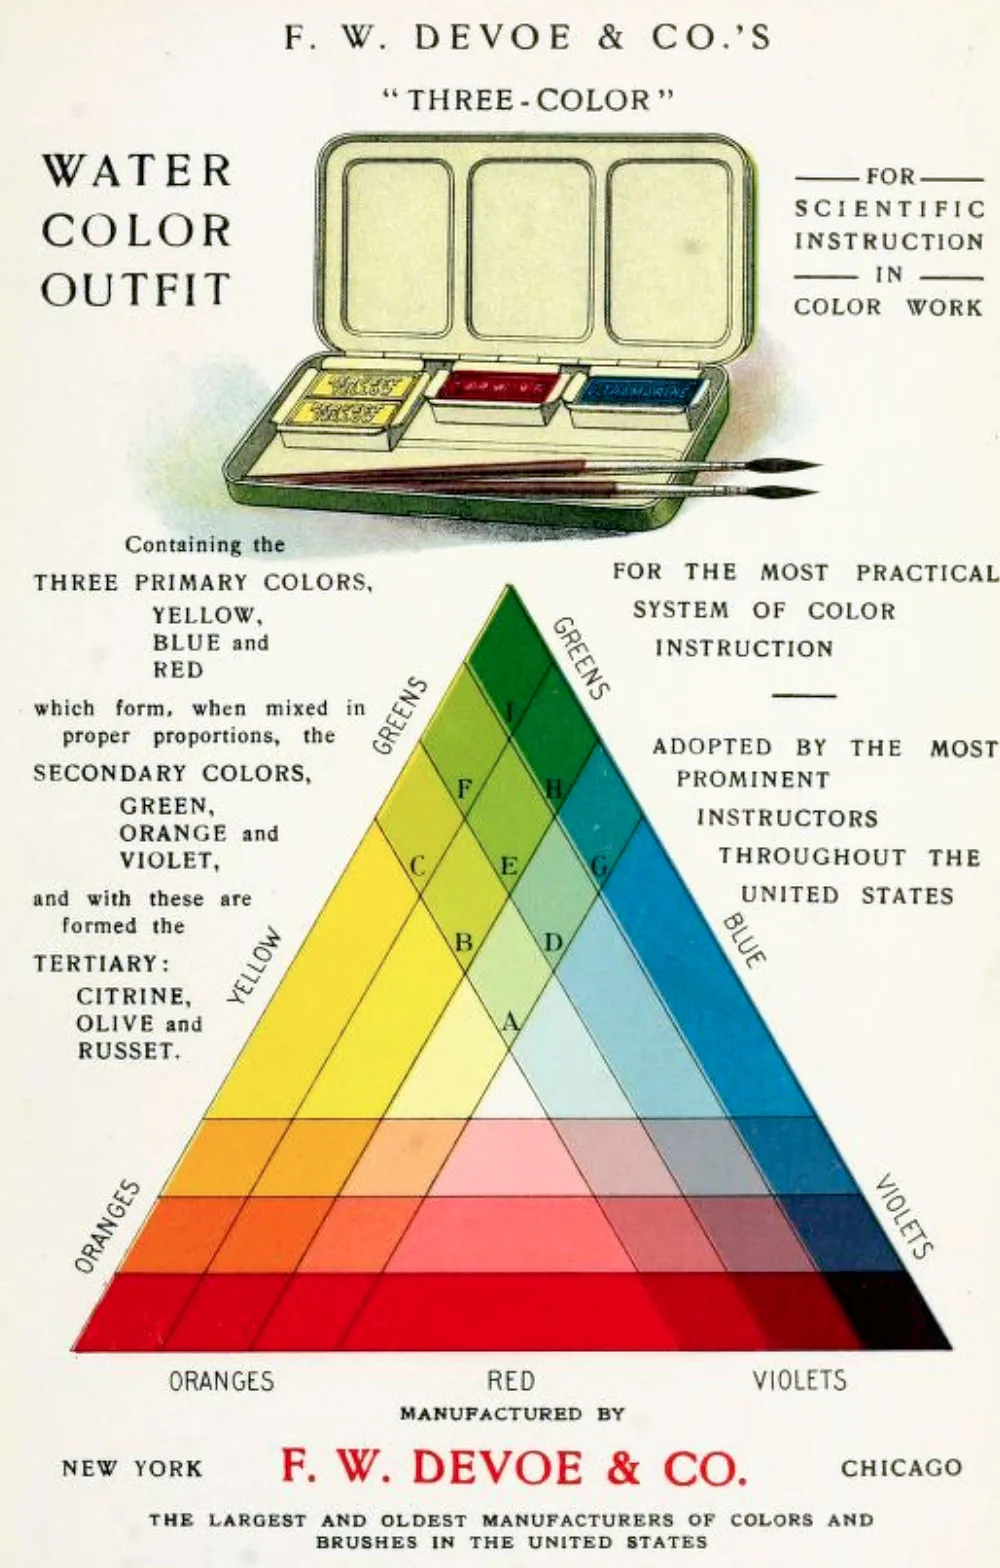 F. W. DEVOE & CO.'S
"THREE-COLOR"
WATER
COLOR
OUTFIT
FOR
SCIENTIFIC
INSTRUCTION
IN
COLOR WORK
ULTRAMARINE
Containing the
THREE PRIMARY COLORS,
YELLOW,
BLUE and
RED
which form, when mixed in
proper proportions, the
SECONDARY COLORS,
GREEN,
ORANGE and
VIOLET,
and with these are
formed the
TERTIARY:
CITRINE,
OLIVE and
RUSSET.
FOR THE MOST PRACTICAL
SYSTEM OF COLOR
INSTRUCTION
ADOPTED BY THE MOST
PROMINENT
INSTRUCTORS
THROUGHOUT THE
UNITED STATES
GREENS
GREENS
I
F
H
C
E
G
B
D
A
YELLOW
BLUE
ORANGES
VIOLETS
ORANGES
RED
VIOLETS
MANUFACTURED BY
NEW YORK
F. W. DEVOE & CO.
CHICAGO
THE LARGEST AND OLDEST MANUFACTURERS OF COLORS AND
BRUSHES IN THE UNITED STATES